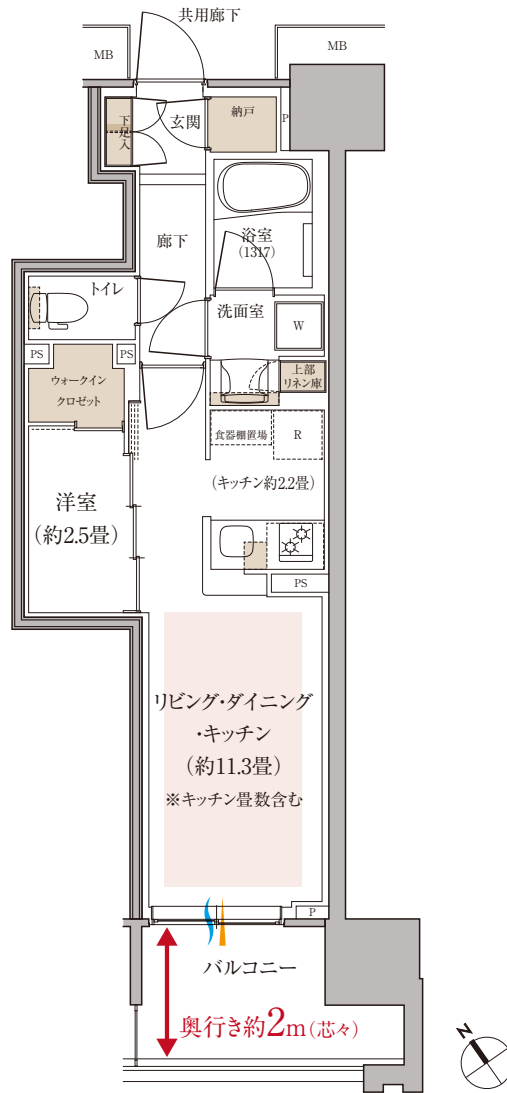 共用廊下
MB
MB
下足入
玄関
納戸
P
廊下
浴室
(1317)
トイレ
洗面室
W
PS
PS
ウォークイン
クロゼット
上部
リネン庫
食器棚置場
R
洋室
(約2.5畳)
(キッチン約2.2畳)
PS
リビング・ダイニング
・キッチン
(約11.3畳)
※キッチン畳数含む
P
バルコニー
奥行き約2m(芯々)
N